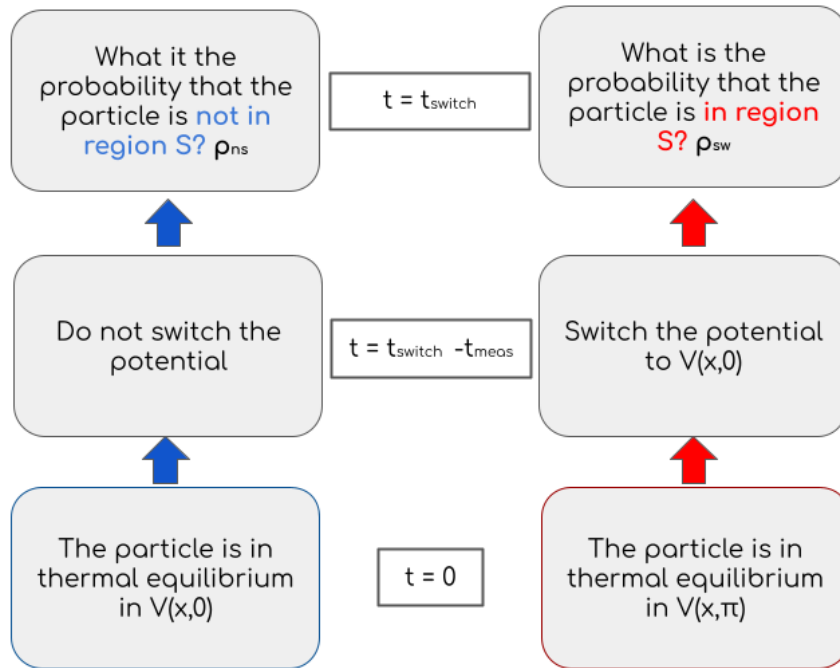 What it the
probability that the
particle is not in
region S? ρns
t = tswitch
What is the
probability that the
particle is in region
S? ρsw
Do not switch the
potential
t = tswitch -tmeas
Switch the potential
to V(x,0)
The particle is in
thermal equilibrium
in V(x,0)
t = 0
The particle is in
thermal equilibrium
in V(x,π)